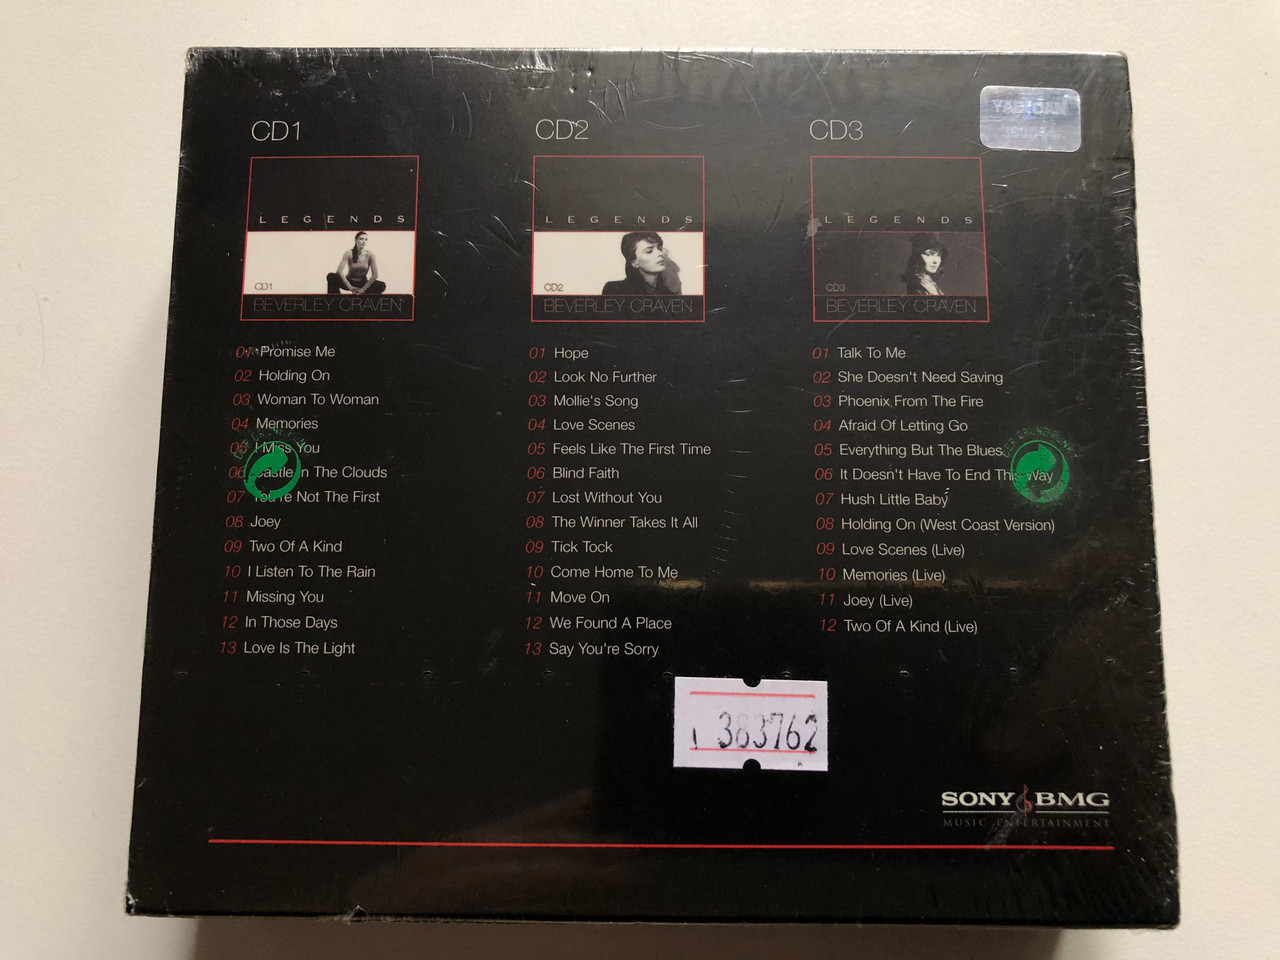 CD1
LEGENDS
CD1
BEVERLEY CRAVEN
01 Promise Me
02 Holding On
03 Woman To Woman
04 Memories
05 I Miss You
06 Castle In The Clouds
07 You're Not The First
08 Joey
09 Two Of A Kind
10 I Listen To The Rain
11 Missing You
12 In Those Days
13 Love Is The Light
CD2
LEGENDS
CD2
BEVERLEY CRAVEN
01 Hope
02 Look No Further
03 Mollie's Song
04 Love Scenes
05 Feels Like The First Time
06 Blind Faith
07 Lost Without You
08 The Winner Takes It All
09 Tick Tock
10 Come Home To Me
11 Move On
12 We Found A Place
13 Say You're Sorry
CD3
LEGENDS
CD3
BEVERLEY CRAVEN
01 Talk To Me
02 She Doesn't Need Saving
03 Phoenix From The Fire
04 Afraid Of Letting Go
05 Everything But The Blues
06 It Doesn't Have To End This Way
07 Hush Little Baby
08 Holding On (West Coast Version)
09 Love Scenes (Live)
10 Memories (Live)
11 Joey (Live)
12 Two Of A Kind (Live)
383762
SONY BMG
MUSIC ENTERTAINMENT